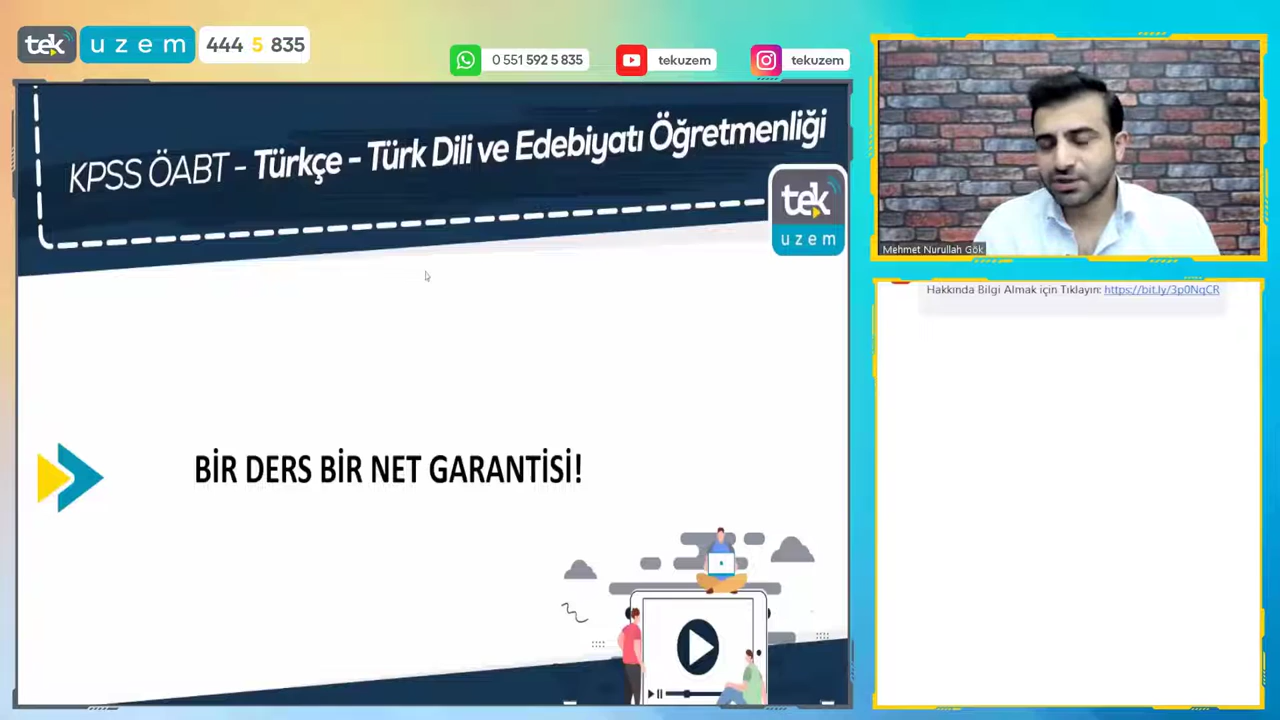 tek uzem 444 5 835
0 551 592 5 835 tekuzem tekuzem
KPSS ÖABT - Türkçe - Türk Dili ve Edebiyatı Öğretmenliği
tek
uzem
Mehmet Nurullah Gök
Hakkında Bilgi Almak için Tıklayın: https://bit.ly/3p0NqCR
BİR DERS BİR NET GARANTİSİ!